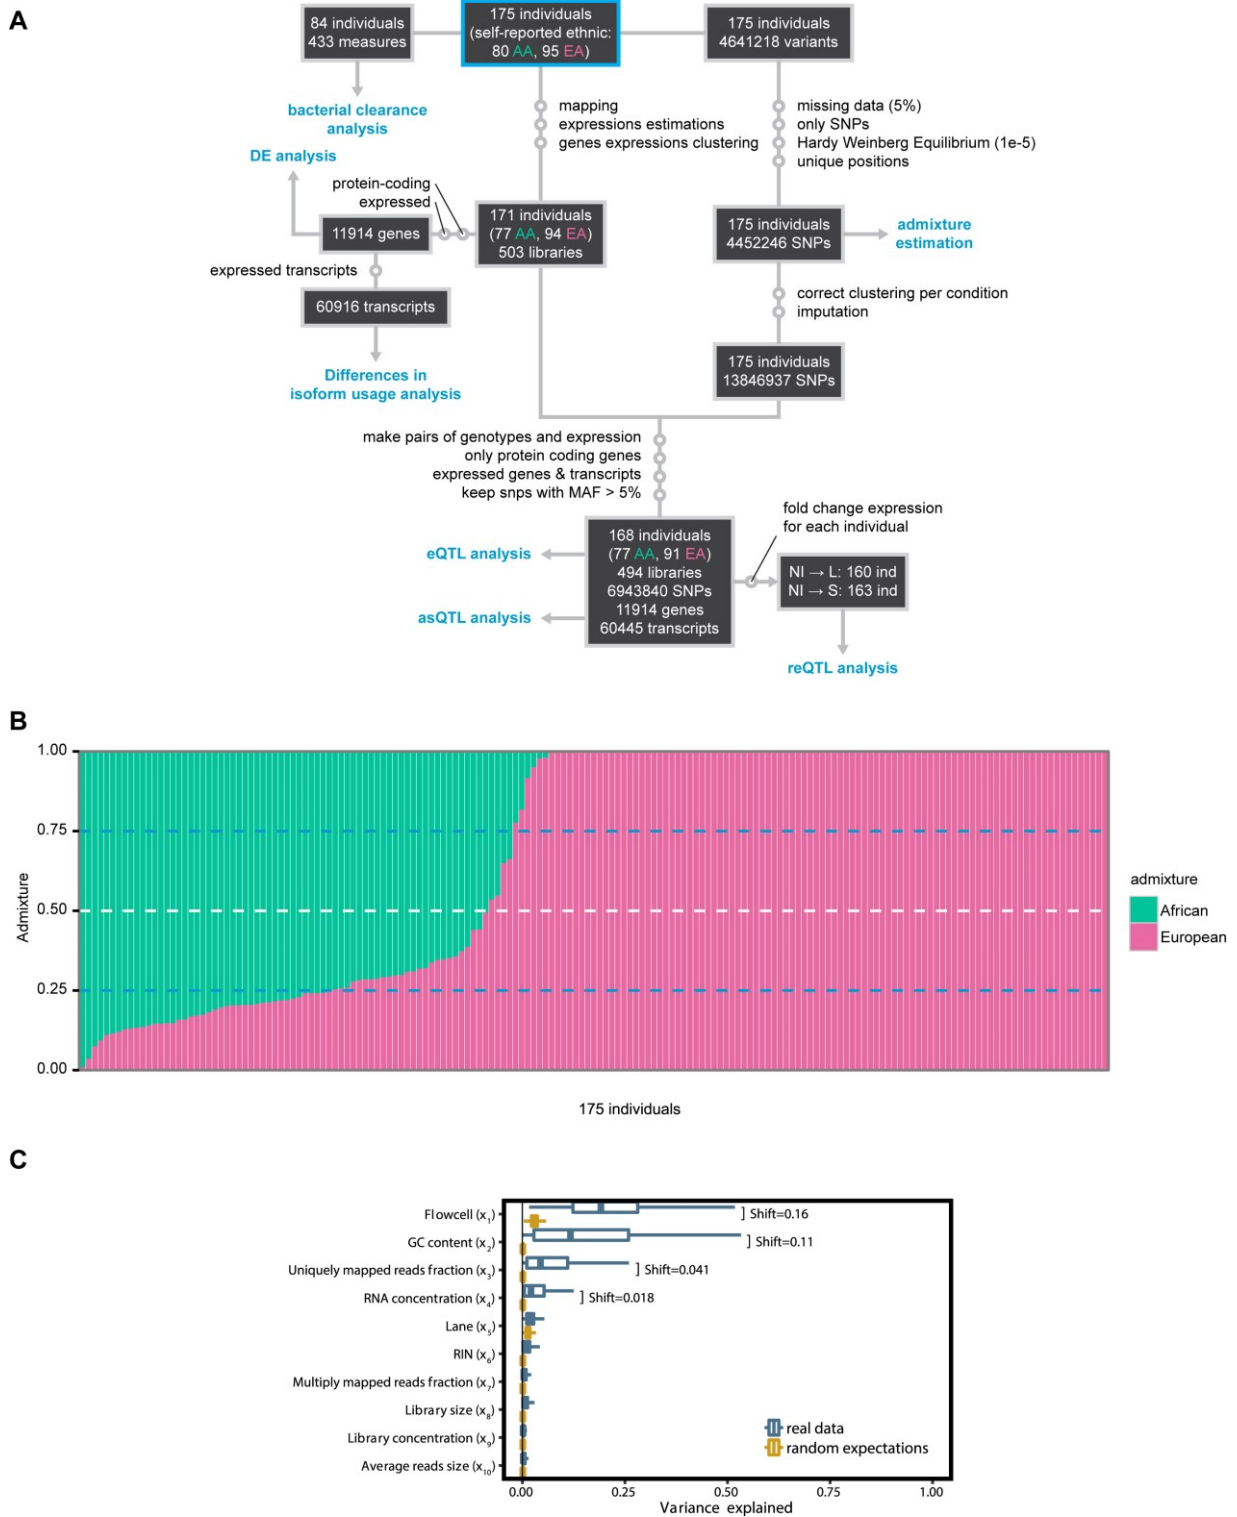 A
84 individuals
433 measures
175 individuals
(self-reported ethnic:
80 AA, 95 EA)
175 individuals
4641218 variants
bacterial clearance
analysis
mapping
expressions estimations
genes expressions clustering
missing data (5%)
only SNPs
Hardy Weinberg Equilibrium (1e-5)
unique positions
DE analysis
protein-coding
expressed
11914 genes
171 individuals
(77 AA, 94 EA)
503 libraries
175 individuals
4452246 SNPs
admixture
estimation
expressed transcripts
60916 transcripts
correct clustering per condition
imputation
Differences in
isoform usage analysis
175 individuals
13846937 SNPs
make pairs of genotypes and expression
only protein coding genes
expressed genes & transcripts
keep snps with MAF > 5%
fold change expression
for each individual
eQTL analysis
asQTL analysis
168 individuals
(77 AA, 91 EA)
494 libraries
6943840 SNPs
11914 genes
60445 transcripts
NI → L: 160 ind
NI → S: 163 ind
reQTL analysis
B
1.00
0.75
0.50
0.25
0.00
Admixture
175 individuals
admixture
African
European
C
Flowcell (x1)
GC content (x2)
Uniquely mapped reads fraction (x3)
RNA concentration (x4)
Lane (x5)
RIN (x6)
Multiply mapped reads fraction (x7)
Library size (x8)
Library concentration (x9)
Average reads size (x10)
] Shift=0.16
] Shift=0.11
] Shift=0.041
] Shift=0.018
real data
random expectations
0.00 0.25 0.50 0.75 1.00
Variance explained